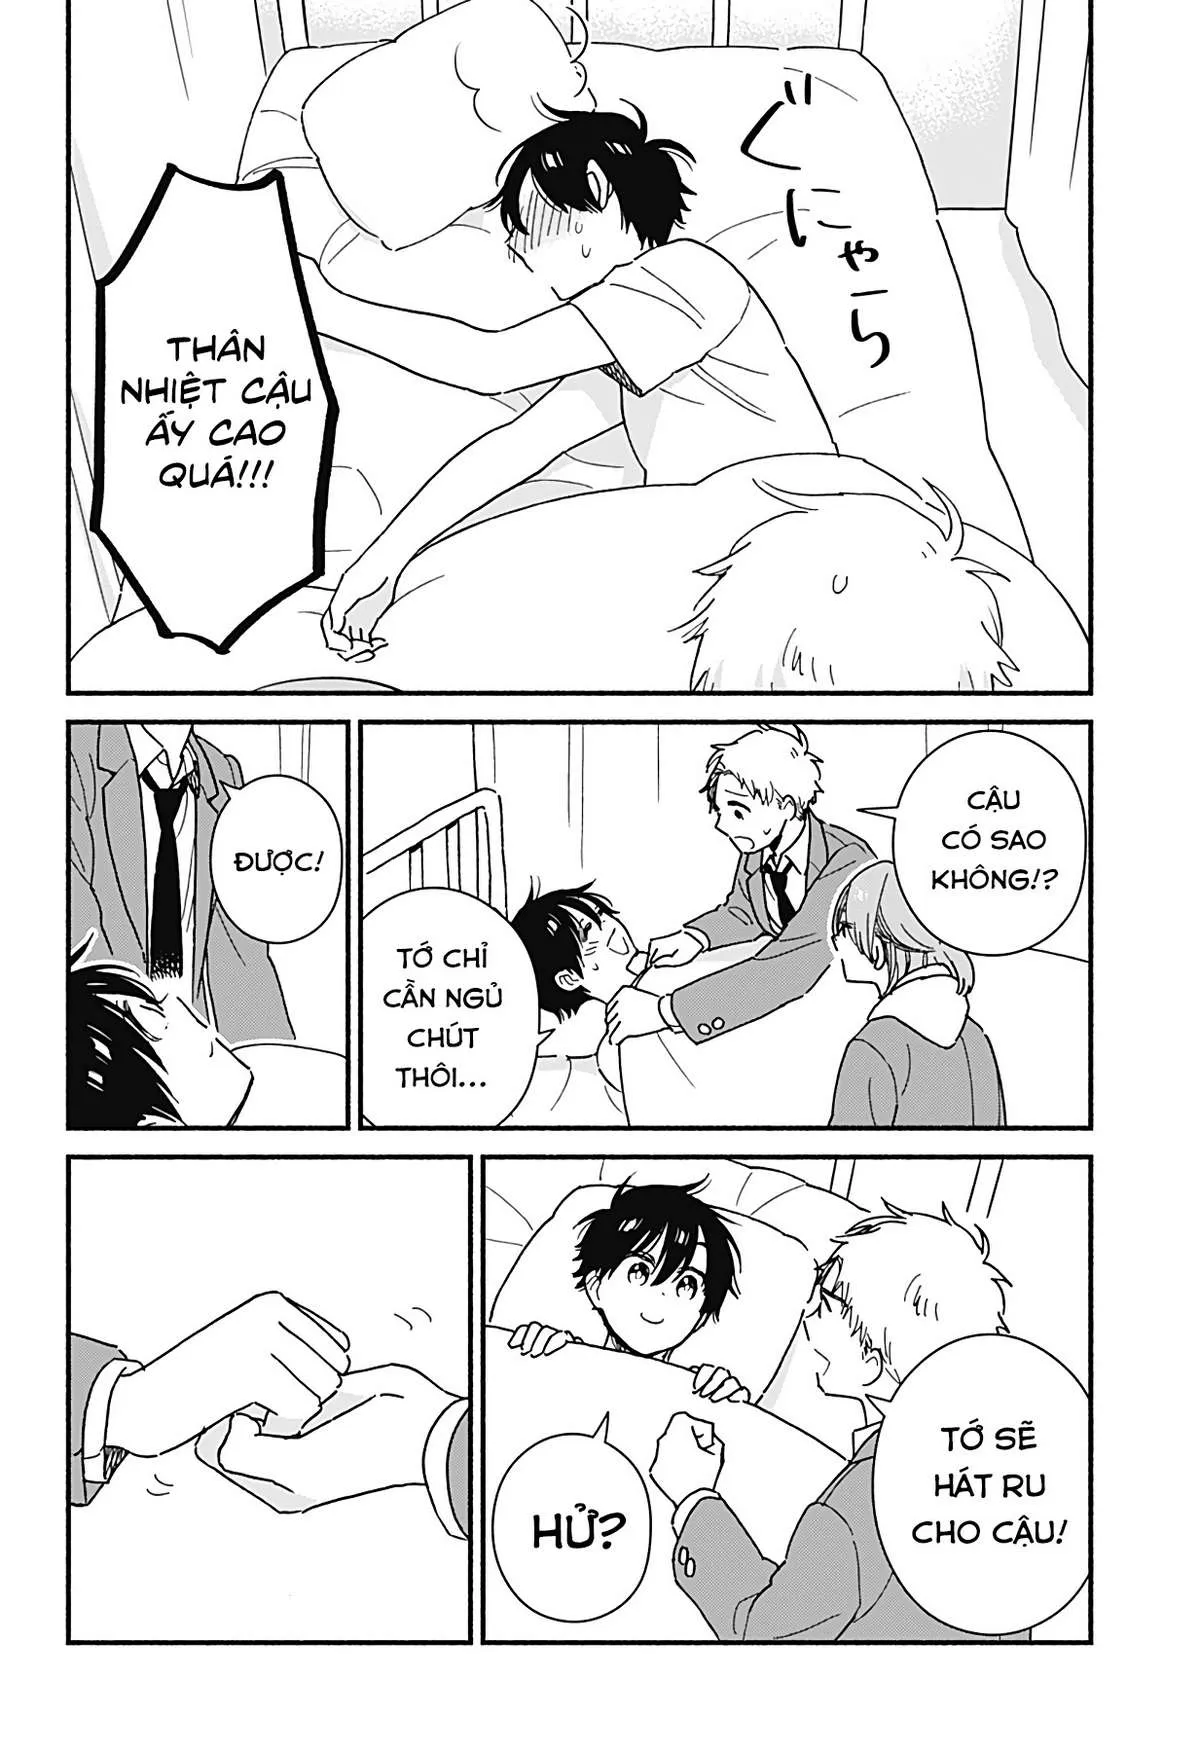 ぐにゃら
THÂN
NHIỆT CẬU
ẤY CAO
QUÁ!!!
CẬU
CÓ SAO
KHÔNG!?
TỚ CHỈ
CẦN NGỦ
CHÚT
THÔI...
ĐƯỢC!
TỚ SẼ
HÁT RU
CHO CẬU!
HỬ?